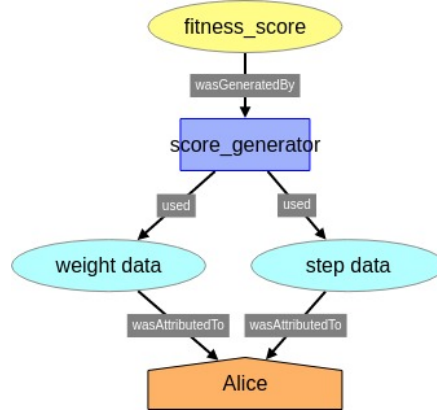 fitness_score
wasGeneratedBy
score_generator
used
used
weight data
step data
wasAttributedTo
wasAttributedTo
Alice